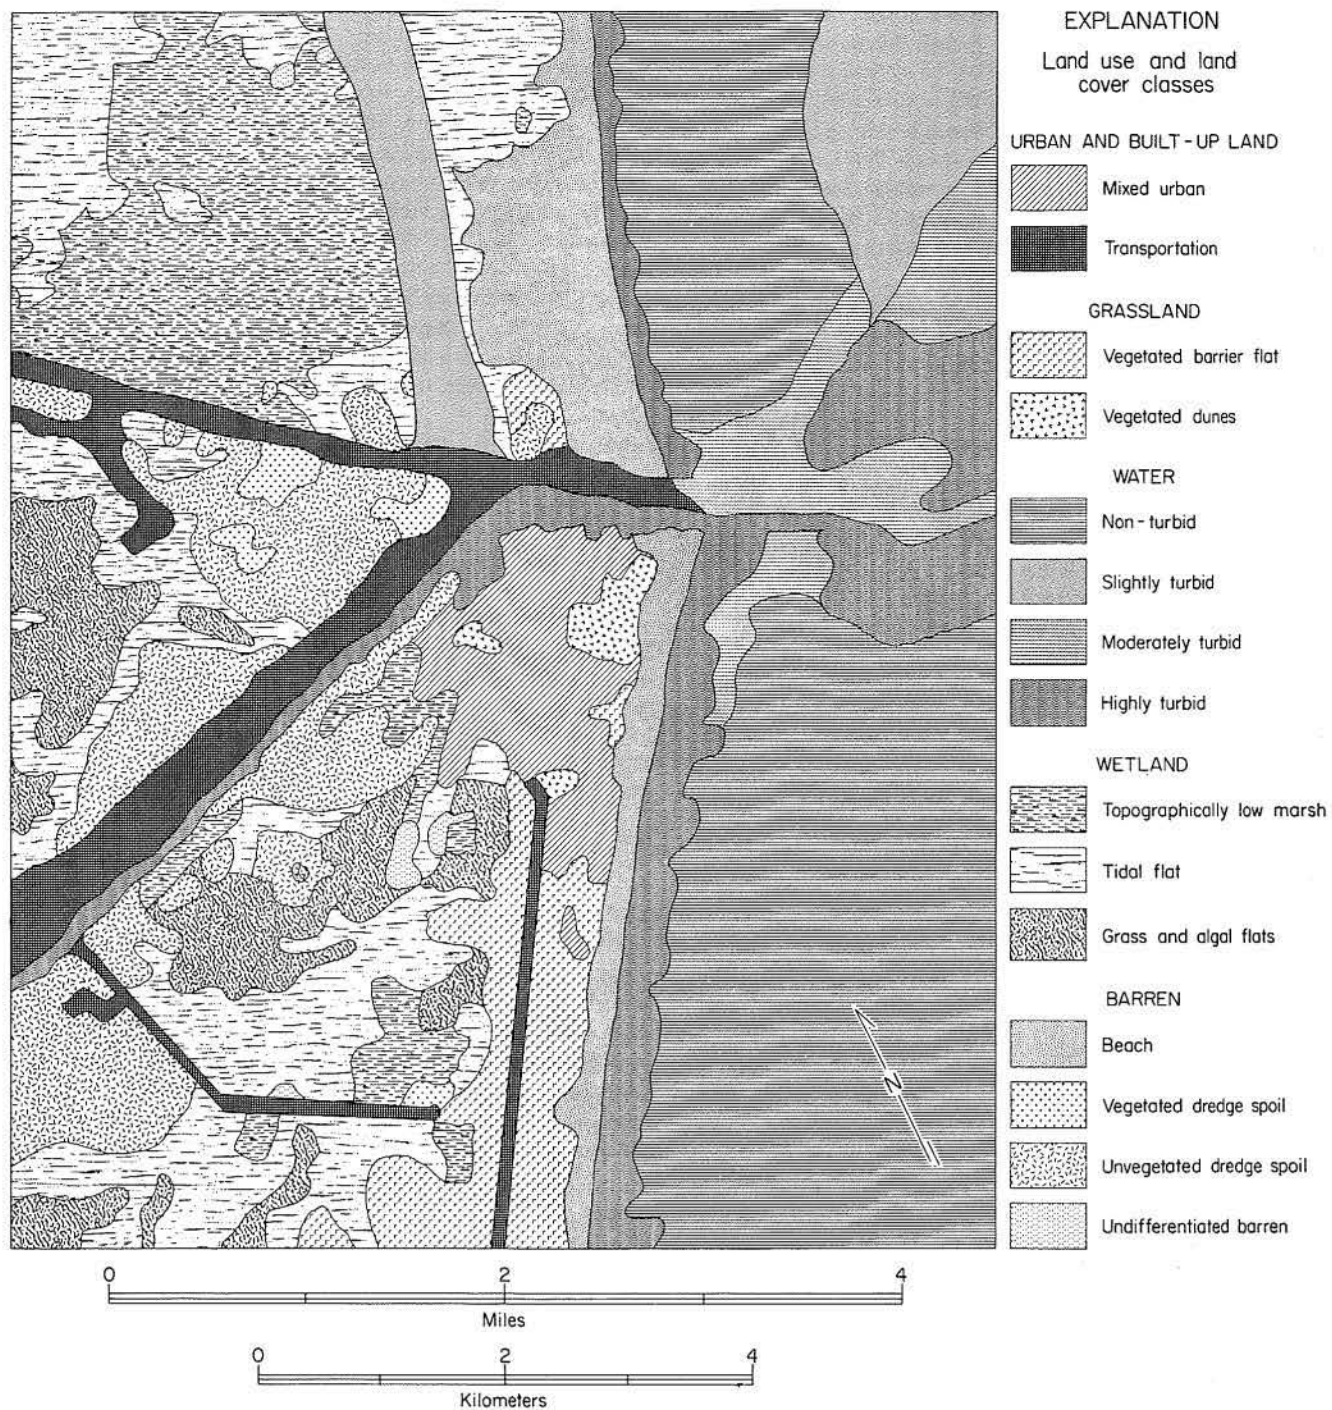 EXPLANATION
Land use and land
cover classes
URBAN AND BUILT-UP LAND
Mixed urban
Transportation
GRASSLAND
Vegetated barrier flat
Vegetated dunes
WATER
Non-turbid
Slightly turbid
Moderately turbid
Highly turbid
WETLAND
Topographically low marsh
Tidal flat
Grass and algal flats
BARREN
Beach
Vegetated dredge spoil
Unvegetated dredge spoil
Undifferentiated barren
N
0 2 4
Miles
0 2 4
Kilometers